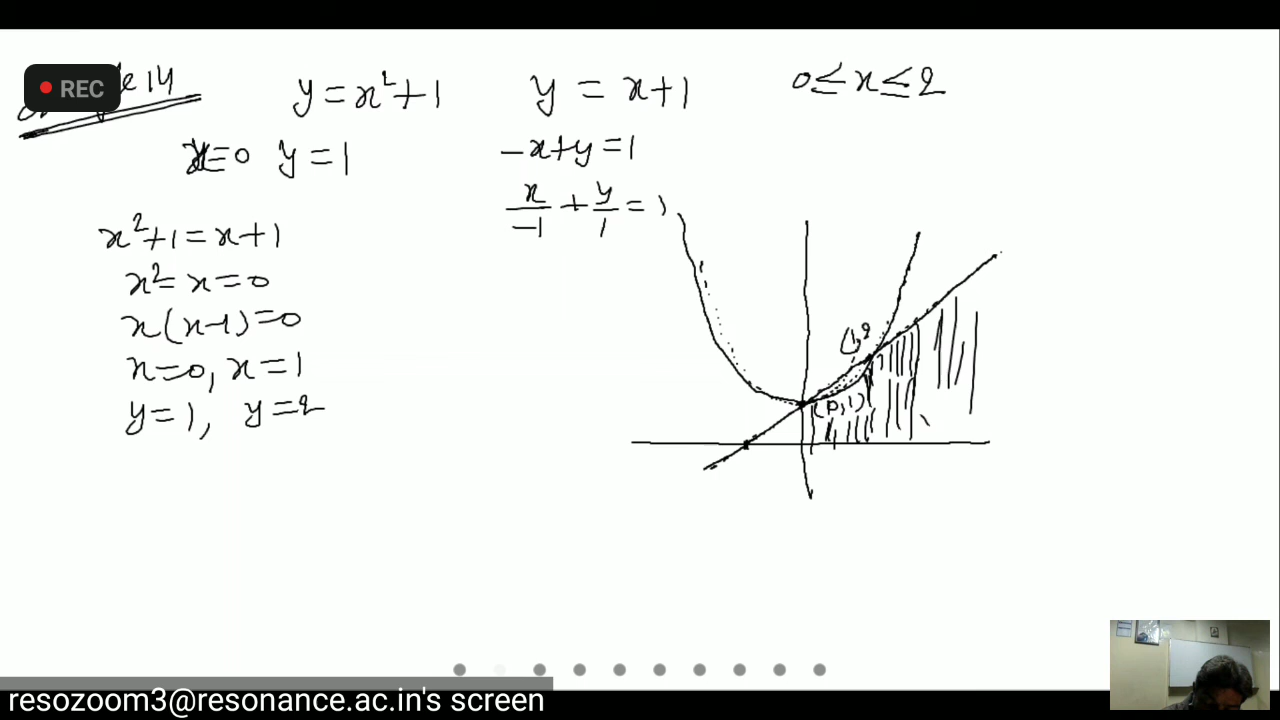 REC
14
y = x²+1
y = x+1
0 ≤ x ≤ 2
x=0 y=1
-x+y=1
x/-1 + y/1 = 1
x²+1 = x+1
x² = x = 0
x(x-1)=0
x=0, x=1
y=1, y=2
(0,1)
resozoom3@resonance.ac.in's screen